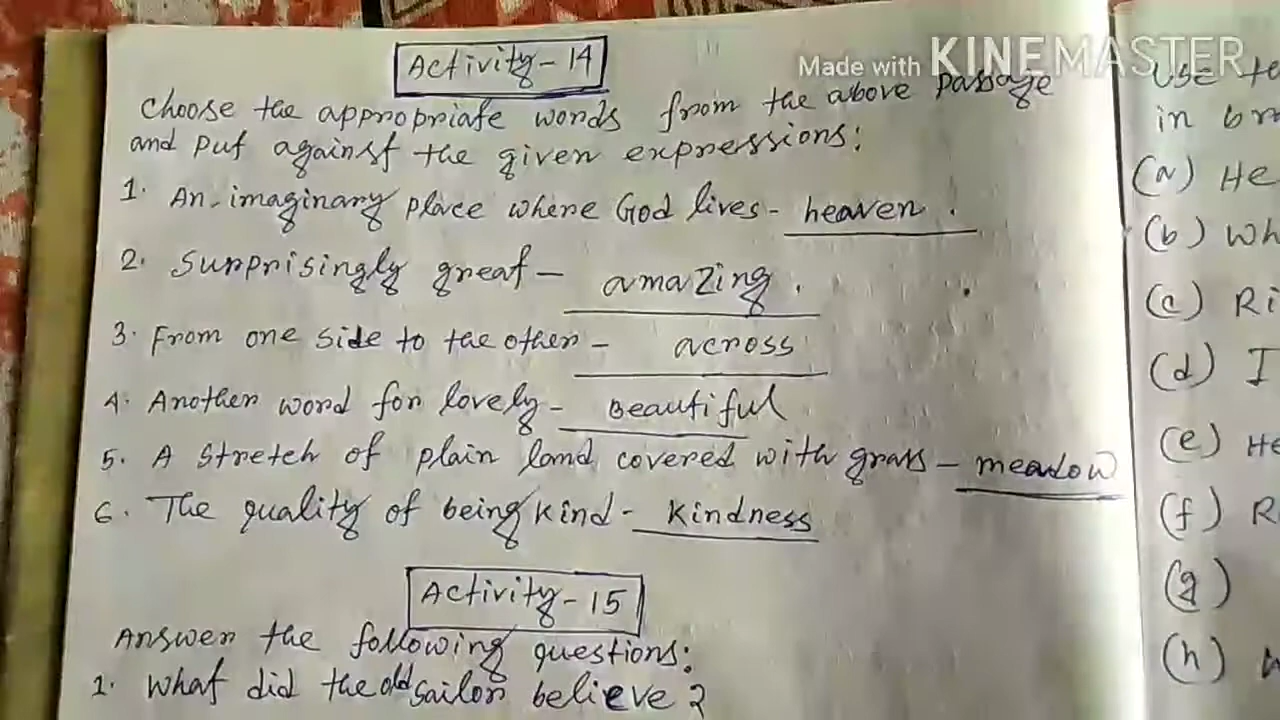 Activity-14
Made with KINEMASTER
Choose the appropriate words from the above passage
and put against the given expressions:
1. An imaginary place where God lives- heaven.
2. Surprisingly great- amazing.
3. From one side to the other- across
4. Another word for lovely- Beautiful
5. A stretch of plain land covered with grass- meadow
6. The quality of being kind- kindness
Activity-15
Answer the following questions:
1. What did the old sailor believe?
Use
in
(a) He
(b) Wh
(c) Ri
(d) I
(e) He
(f) R
(g)
(h)